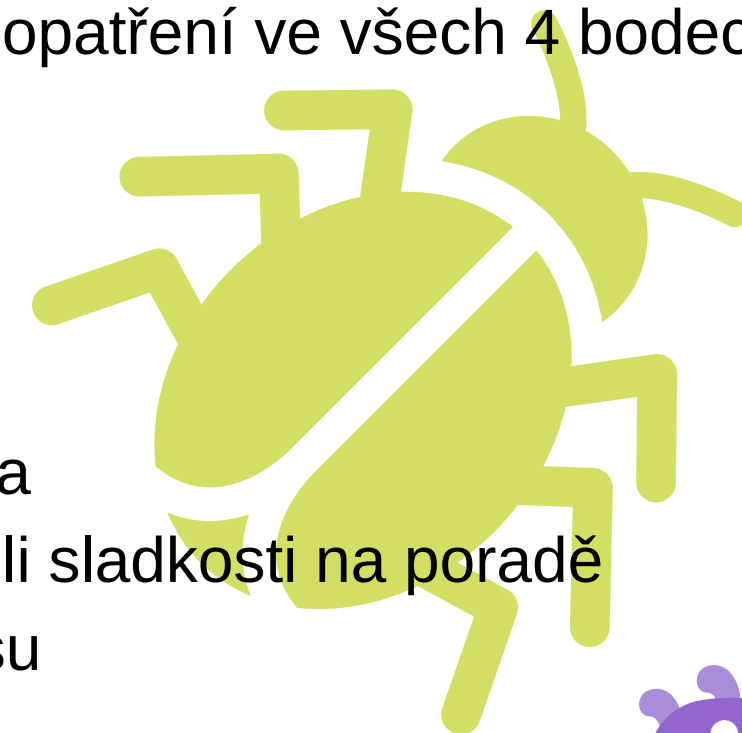 opatření ve všech 4 bodec
a
li sladkosti na poradě
su